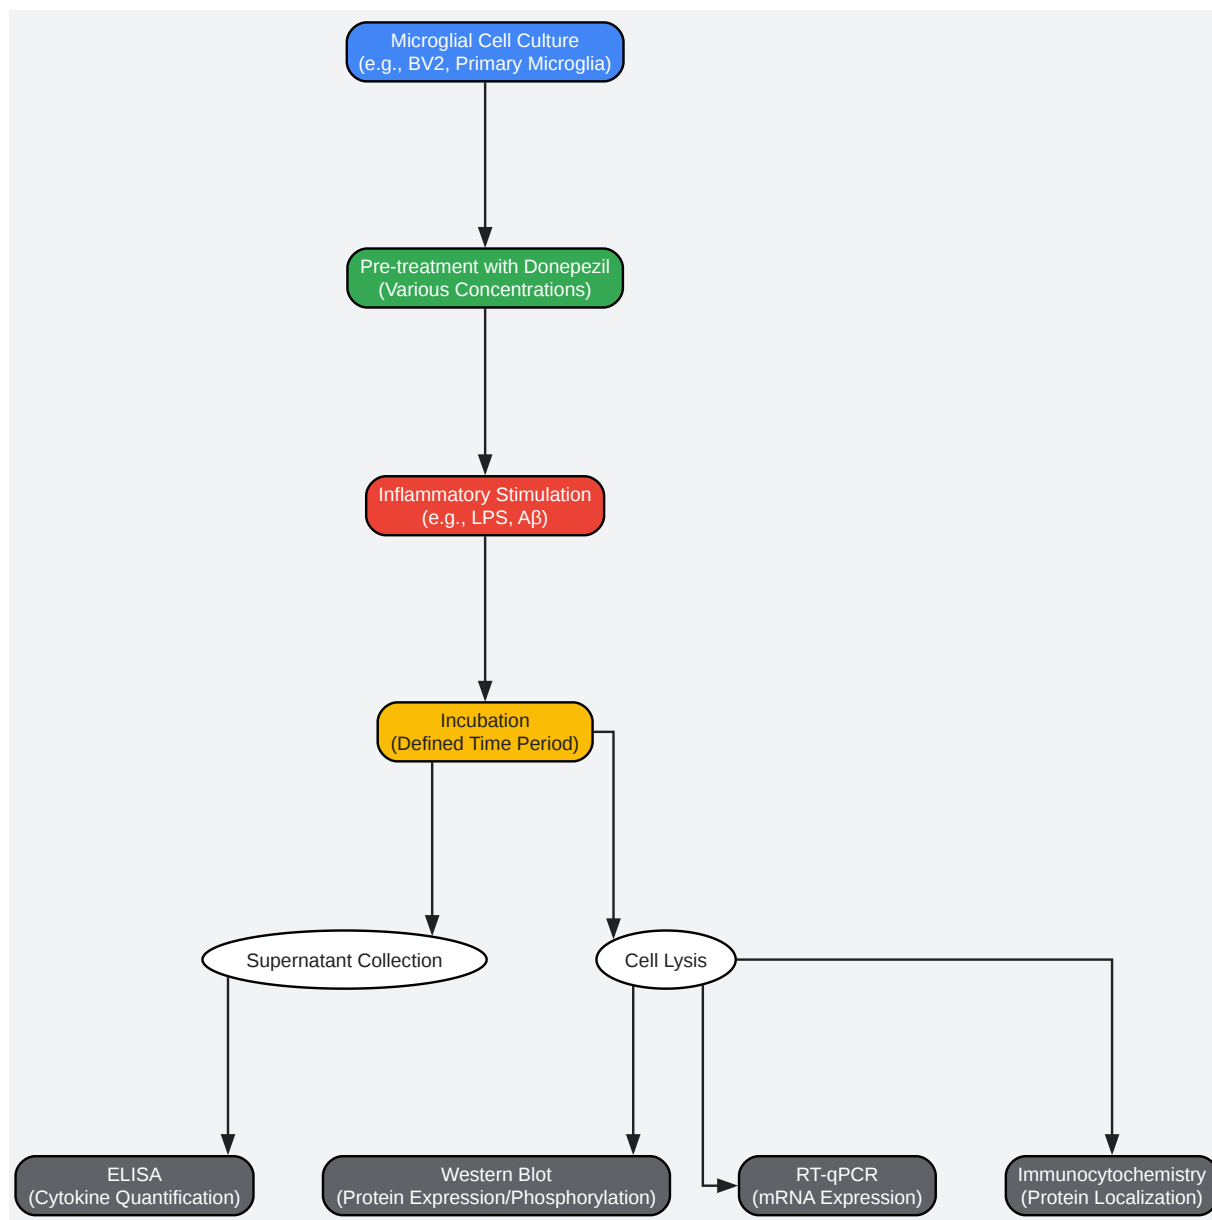 Microglial Cell Culture
(e.g., BV2, Primary Microglia)
Pre-treatment with Donepezil
(Various Concentrations)
Inflammatory Stimulation
(e.g., LPS, Aβ)
Incubation
(Defined Time Period)
Supernatant Collection
Cell Lysis
ELISA
(Cytokine Quantification)
Western Blot
(Protein Expression/Phosphorylation)
RT-qPCR
(mRNA Expression)
Immunocytochemistry
(Protein Localization)